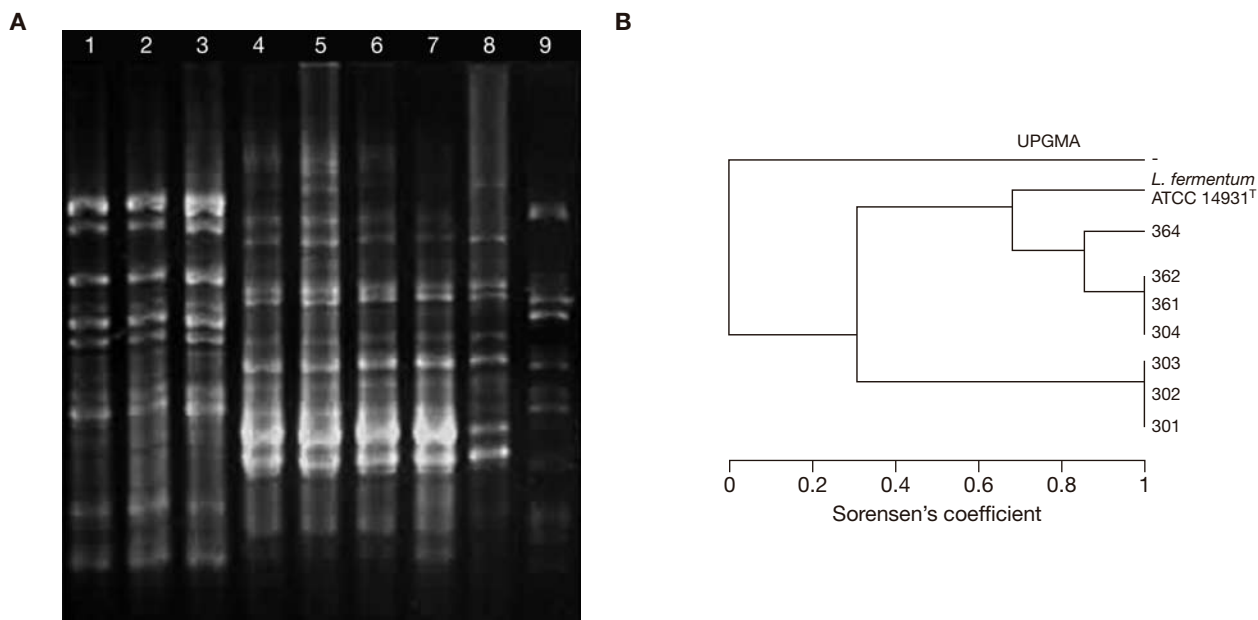 A
1 2 3 4 5 6 7 8 9
B
UPGMA
-
L. fermentum
ATCC 14931ᵀ
364
362
361
304
303
302
301
0 0.2 0.4 0.6 0.8 1
Sorensen's coefficient